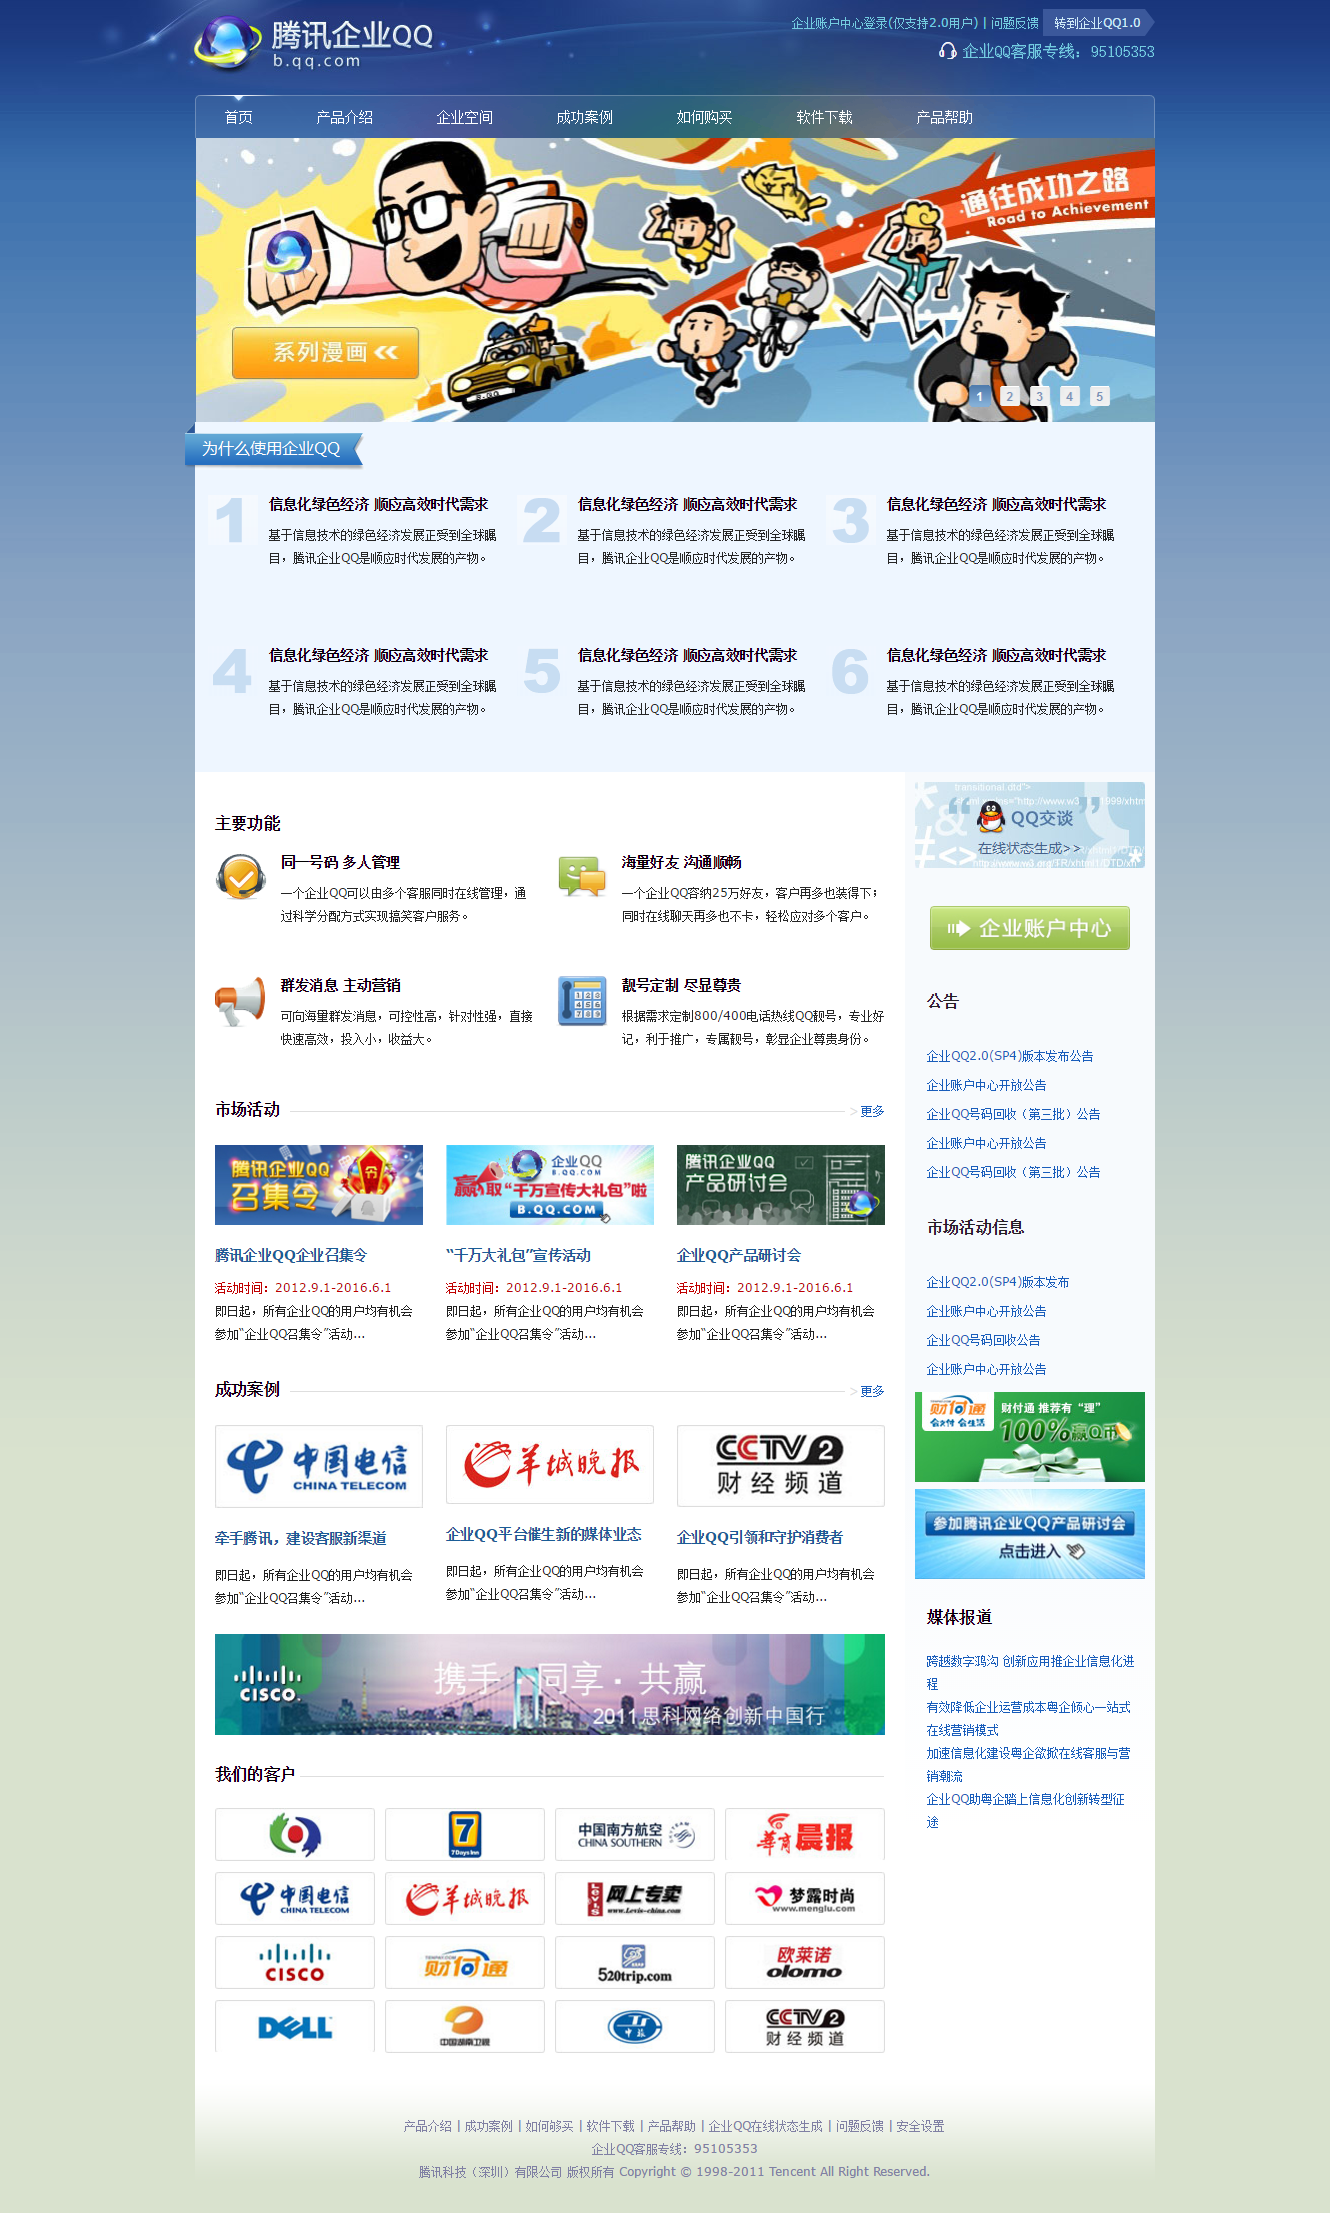 腾讯企业QQ
b.qq.com
企业账户中心登录(仅支持2.0用户) | 问题反馈 转到企业QQ1.0
企业QQ客服专线：95105353
首页 产品介绍 企业空间 成功案例 如何购买 软件下载 产品帮助
通往成功之路
Road to Achievement
系列漫画
B.QQ
1 2 3 4 5
为什么使用企业QQ
1 信息化绿色经济 顺应高效时代需求
基于信息技术的绿色经济发展正受到全球瞩
目，腾讯企业QQ是顺应时代发展的产物。
2 信息化绿色经济 顺应高效时代需求
基于信息技术的绿色经济发展正受到全球瞩
目，腾讯企业QQ是顺应时代发展的产物。
3 信息化绿色经济 顺应高效时代需求
基于信息技术的绿色经济发展正受到全球瞩
目，腾讯企业QQ是顺应时代发展的产物。
4 信息化绿色经济 顺应高效时代需求
基于信息技术的绿色经济发展正受到全球瞩
目，腾讯企业QQ是顺应时代发展的产物。
5 信息化绿色经济 顺应高效时代需求
基于信息技术的绿色经济发展正受到全球瞩
目，腾讯企业QQ是顺应时代发展的产物。
6 信息化绿色经济 顺应高效时代需求
基于信息技术的绿色经济发展正受到全球瞩
目，腾讯企业QQ是顺应时代发展的产物。
主要功能
同一号码 多人管理
一个企业QQ可以由多个客服同时在线管理，通
过科学分配方式实现搞笑客户服务。
海量好友 沟通顺畅
一个企业QQ容纳25万好友，客户再多也装得下；
同时在线聊天再多也不卡，轻松应对多个客户。
群发消息 主动营销
可向海量群发消息，可控性高，针对性强，直接
快速高效，投入小，收益大。
靓号定制 尽显尊贵
根据需求定制800/400电话热线QQ靓号，专业好
记，利于推广，专属靓号，彰显企业尊贵身份。
市场活动 > 更多
腾讯企业QQ
召集令
企业QQ
B.QQ.COM
赢取“千万宣传大礼包”啦
B.QQ.COM
腾讯企业QQ
产品研讨会
腾讯企业QQ企业召集令
活动时间：2012.9.1-2016.6.1
即日起，所有企业QQ的用户均有机会
参加“企业QQ召集令”活动...
“千万大礼包”宣传活动
活动时间：2012.9.1-2016.6.1
即日起，所有企业QQ的用户均有机会
参加“企业QQ召集令”活动...
企业QQ产品研讨会
活动时间：2012.9.1-2016.6.1
即日起，所有企业QQ的用户均有机会
参加“企业QQ召集令”活动...
成功案例 > 更多
中国电信
CHINA TELECOM
羊城晚报
CCTV 2
财经频道
牵手腾讯，建设客服新渠道
即日起，所有企业QQ的用户均有机会
参加“企业QQ召集令”活动...
企业QQ平台催生新的媒体业态
即日起，所有企业QQ的用户均有机会
参加“企业QQ召集令”活动...
企业QQ引领和守护消费者
即日起，所有企业QQ的用户均有机会
参加“企业QQ召集令”活动...
CISCO
携手·同享·共赢
2011思科网络创新中国行
我们的客户
7
7Days Inn
中国南方航空
CHINA SOUTHERN
华商晨报
中国电信
CHINA TELECOM
羊城晚报
LEVIS 网上专卖
www.Levis-china.com
梦露时尚
www.menglu.com
CISCO
财付通
520trip.com
欧莱诺
olomo
DELL
中国湖南卫视
中旅
CCTV 2
财经频道
transitional.dtd">
QQ交谈
在线状态生成>>
http://www.w3.org/TR/xhtml1/DTD/xh
企业账户中心
公告
企业QQ2.0(SP4)版本发布公告
企业账户中心开放公告
企业QQ号码回收（第三批）公告
企业账户中心开放公告
企业QQ号码回收（第三批）公告
市场活动信息
企业QQ2.0(SP4)版本发布
企业账户中心开放公告
企业QQ号码回收公告
企业账户中心开放公告
财付通
会支付 会生活
财付通 推荐有“理”
100%赢Q币
参加腾讯企业QQ产品研讨会
点击进入
媒体报道
跨越数字鸿沟 创新应用推企业信息化进
程
有效降低企业运营成本粤企倾心一站式
在线营销模式
加速信息化建设粤企欲掀在线客服与营
销潮流
企业QQ助粤企踏上信息化创新转型征
途
产品介绍 | 成功案例 | 如何够买 | 软件下载 | 产品帮助 | 企业QQ在线状态生成 | 问题反馈 | 安全设置
企业QQ客服专线：95105353
腾讯科技（深圳）有限公司 版权所有 Copyright © 1998-2011 Tencent All Right Reserved.